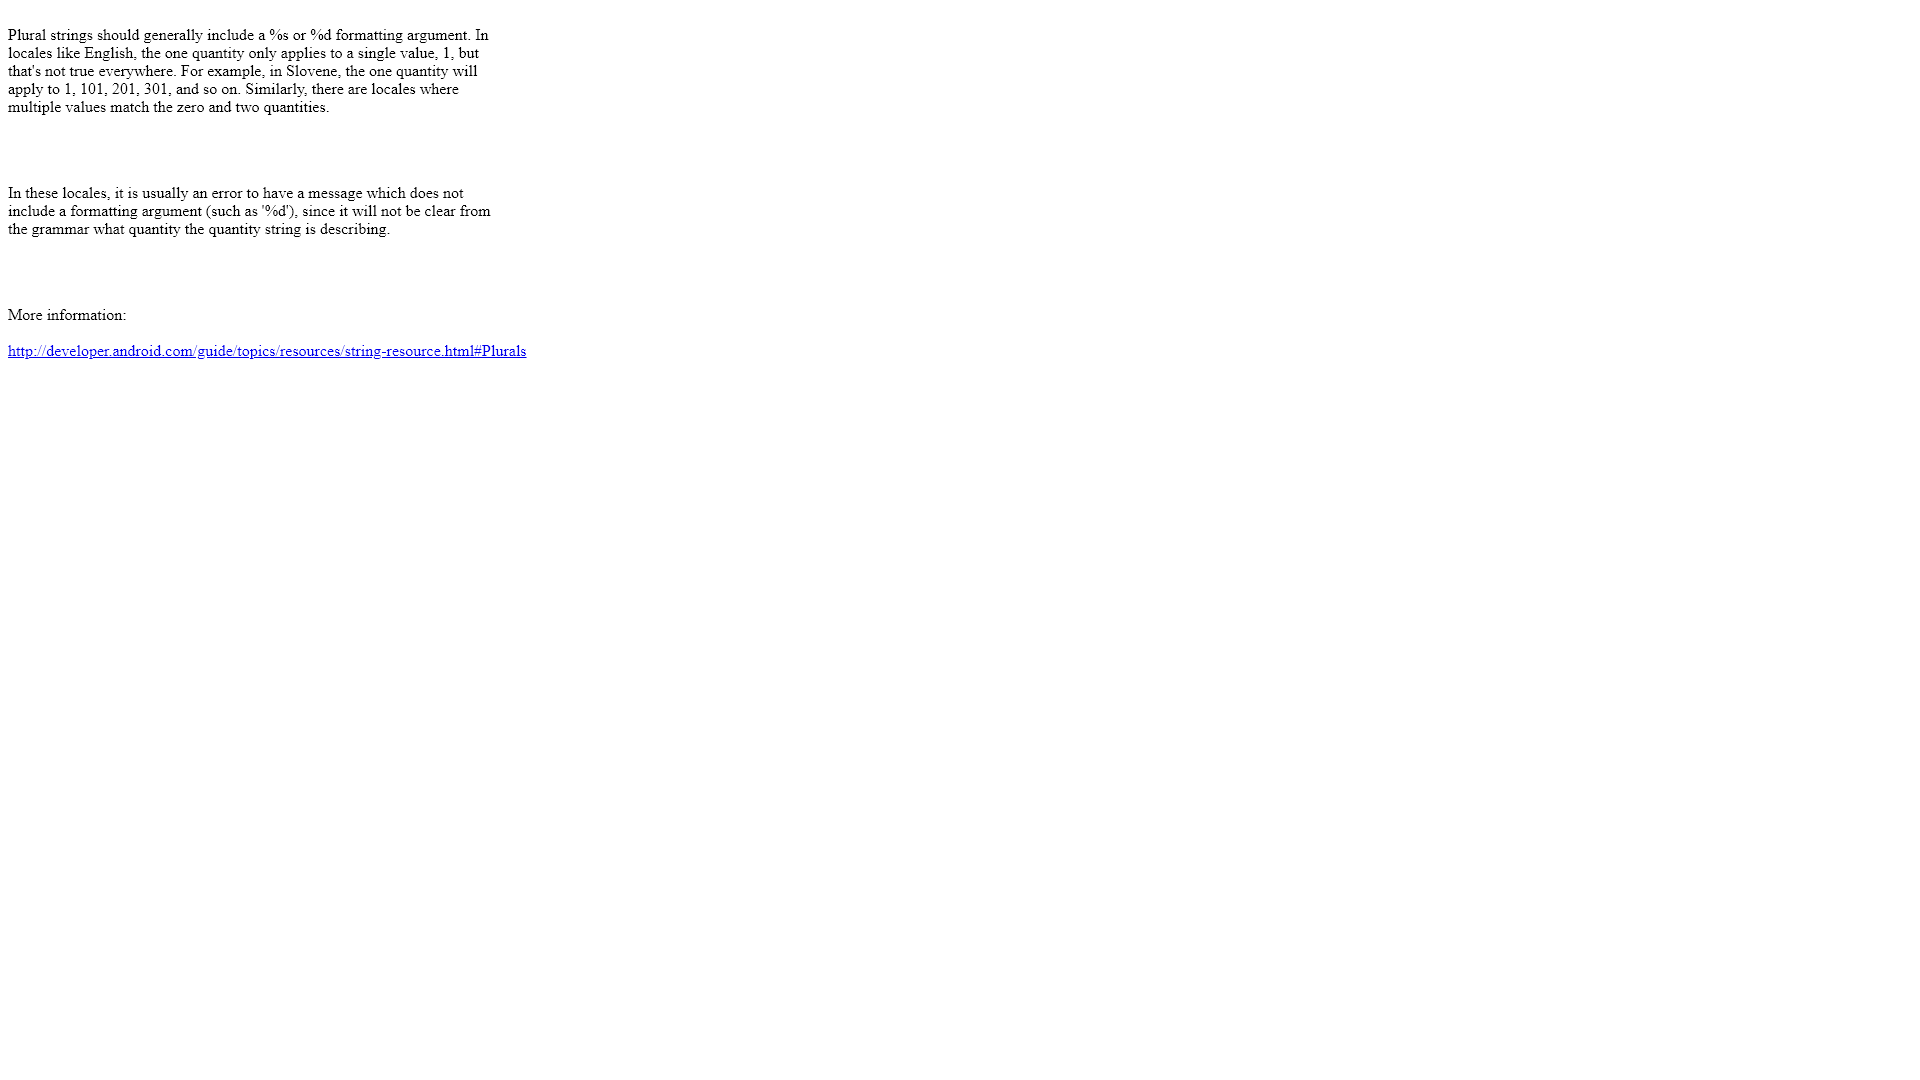 Plural strings should generally include a %s or %d formatting argument. In
locales like English, the one quantity only applies to a single value, 1, but
that's not true everywhere. For example, in Slovene, the one quantity will
apply to 1, 101, 201, 301, and so on. Similarly, there are locales where
multiple values match the zero and two quantities.
In these locales, it is usually an error to have a message which does not
include a formatting argument (such as '%d'), since it will not be clear from
the grammar what quantity the quantity string is describing.
More information:
http://developer.android.com/guide/topics/resources/string-resource.html#Plurals